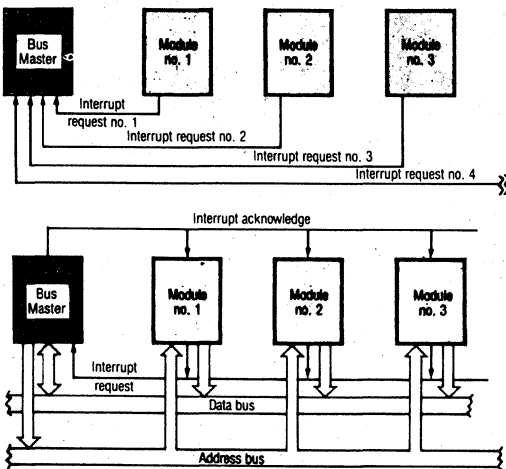 Bus
Master
Module
no. 1
Module
no. 2
Module
no. 3
Interrupt
request no. 1
Interrupt request no. 2
Interrupt request no. 3
Interrupt request no. 4
Interrupt acknowledge
Bus
Master
Module
no. 1
Module
no. 2
Module
no. 3
Interrupt
request
Data bus
Address bus